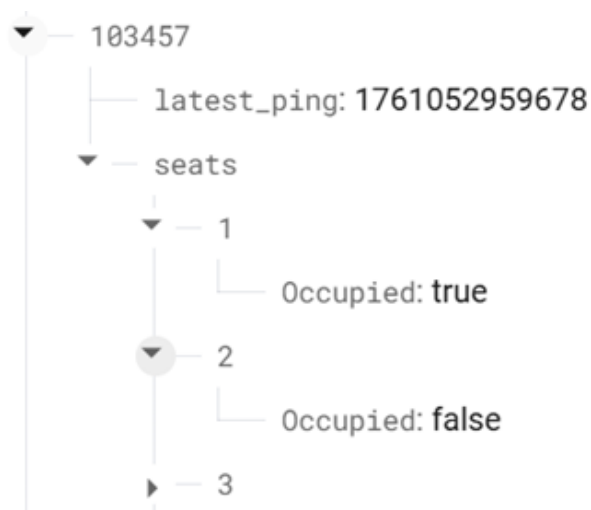 103457
latest_ping: 1761052959678
seats
1
Occupied: true
2
Occupied: false
3